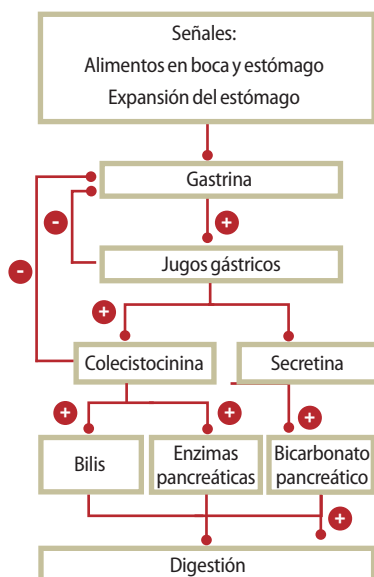 Señales:
Alimentos en boca y estómago
Expansión del estómago
Gastrina
-
+
-
Jugos gástricos
+
Colecistocinina
Secretina
+
+
+
Bilis
Enzimas
pancreáticas
Bicarbonato
pancreático
+
Digestión